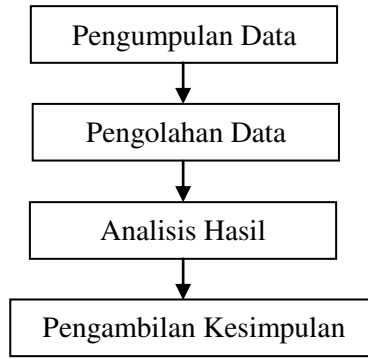 Pengumpulan Data
Pengolahan Data
Analisis Hasil
Pengambilan Kesimpulan